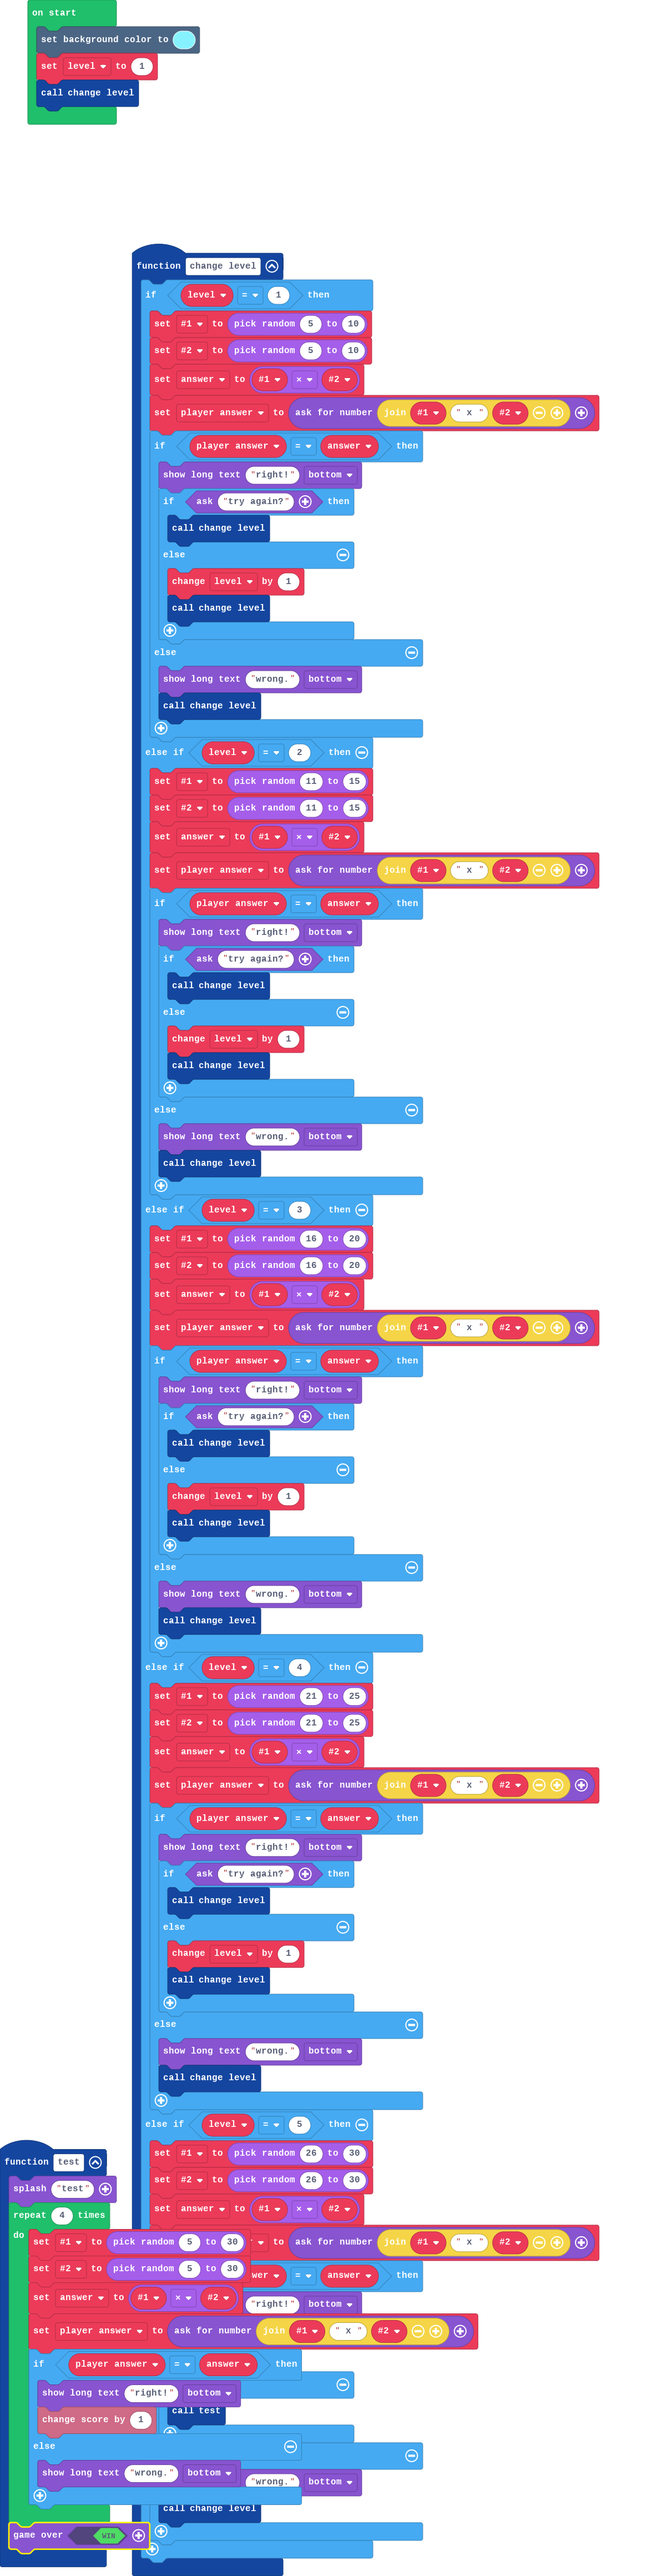 on start
set background color to
set level to 1
call change level
function change level
if level = 1 then
set #1 to pick random 5 to 10
set #2 to pick random 5 to 10
set answer to #1 × #2
set player answer to ask for number join #1 " x " #2
if player answer = answer then
show long text "right!" bottom
if ask "try again?" then
call change level
else
change level by 1
call change level
else
show long text "wrong." bottom
call change level
else if level = 2 then
set #1 to pick random 11 to 15
set #2 to pick random 11 to 15
set answer to #1 × #2
set player answer to ask for number join #1 " x " #2
if player answer = answer then
show long text "right!" bottom
if ask "try again?" then
call change level
else
change level by 1
call change level
else
show long text "wrong." bottom
call change level
else if level = 3 then
set #1 to pick random 16 to 20
set #2 to pick random 16 to 20
set answer to #1 × #2
set player answer to ask for number join #1 " x " #2
if player answer = answer then
show long text "right!" bottom
if ask "try again?" then
call change level
else
change level by 1
call change level
else
show long text "wrong." bottom
call change level
else if level = 4 then
set #1 to pick random 21 to 25
set #2 to pick random 21 to 25
set answer to #1 × #2
set player answer to ask for number join #1 " x " #2
if player answer = answer then
show long text "right!" bottom
if ask "try again?" then
call change level
else
change level by 1
call change level
else
show long text "wrong." bottom
call change level
else if level = 5 then
set #1 to pick random 26 to 30
set #2 to pick random 26 to 30
set answer to #1 × #2
ask for number join #1 " x " #2
= answer then
"right!" bottom
call test
"wrong." bottom
call change level
function test
splash "test"
repeat 4 times
do
set #1 to pick random 5 to 30
set #2 to pick random 5 to 30
set answer to #1 × #2
set player answer to ask for number join #1 " x " #2
if player answer = answer then
show long text "right!" bottom
change score by 1
else
show long text "wrong." bottom
game over WIN